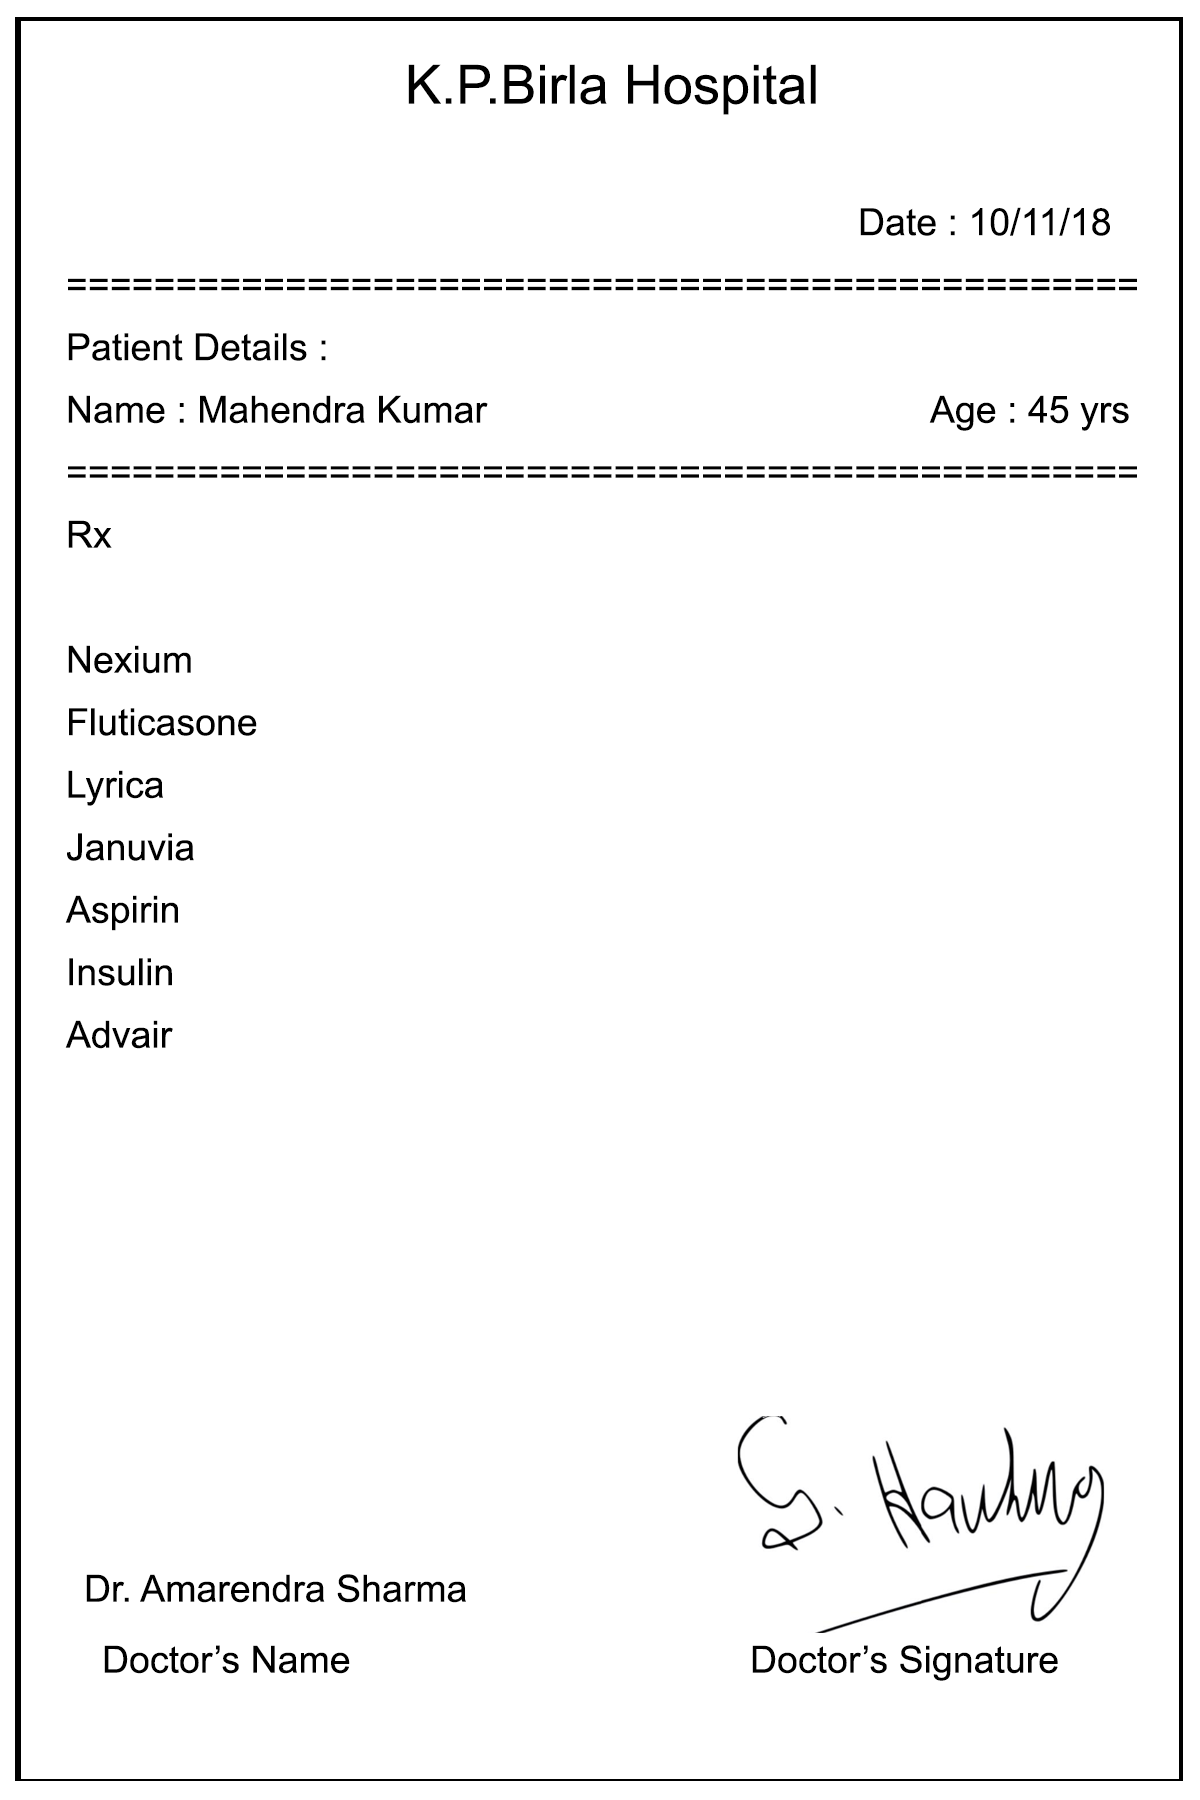 K.P.Birla Hospital
Date : 10/11/18
================================================
Patient Details :
Name : Mahendra Kumar Age : 45 yrs
================================================
Rx
Nexium
Fluticasone
Lyrica
Januvia
Aspirin
Insulin
Advair
Dr. Amarendra Sharma
Doctor’s Name Doctor’s Signature